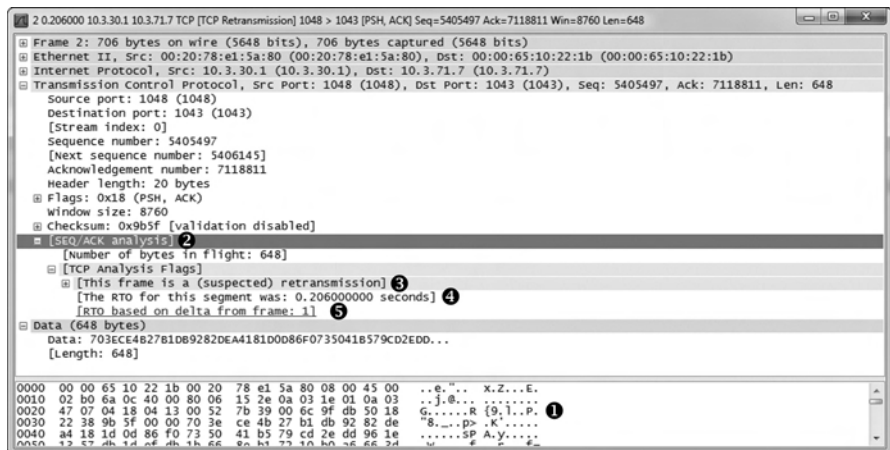 2 0.206000 10.3.30.1 10.3.71.7 TCP [TCP Retransmission] 1048 > 1043 [PSH, ACK] Seq=5405497 Ack=7118811 Win=8760 Len=648
Frame 2: 706 bytes on wire (5648 bits), 706 bytes captured (5648 bits)
Ethernet II, Src: 00:20:78:e1:5a:80 (00:20:78:e1:5a:80), Dst: 00:00:65:10:22:1b (00:00:65:10:22:1b)
Internet Protocol, Src: 10.3.30.1 (10.3.30.1), Dst: 10.3.71.7 (10.3.71.7)
Transmission Control Protocol, Src Port: 1048 (1048), Dst Port: 1043 (1043), Seq: 5405497, Ack: 7118811, Len: 648
Source port: 1048 (1048)
Destination port: 1043 (1043)
[Stream index: 0]
Sequence number: 5405497
[Next sequence number: 5406145]
Acknowledgement number: 7118811
Header length: 20 bytes
Flags: 0x18 (PSH, ACK)
Window size: 8760
Checksum: 0x9b5f [validation disabled]
[SEQ/ACK analysis] ❷
[Number of bytes in flight: 648]
[TCP Analysis Flags]
[This frame is a (suspected) retransmission] ❸
[The RTO for this segment was: 0.206000000 seconds] ❹
[RTO based on delta from frame: 1] ❺
Data (648 bytes)
Data: 703ECE4B27B1DB9282DEA4181D0D86F0735041B579CD2EDD...
[Length: 648]
0000 00 00 65 10 22 1b 00 20 78 e1 5a 80 08 00 45 00 ..e.".. x.Z...E.
0010 02 b0 6a 0c 40 00 80 06 15 2e 0a 03 1e 01 0a 03 ..j.@... ........
0020 47 07 04 18 04 13 00 52 7b 39 00 6c 9f db 50 18 G......R {9.l..P. ❶
0030 22 38 9b 5f 00 00 70 3e ce 4b 27 b1 db 92 82 de "8._..p> .K'.....
0040 a4 18 1d 0d 86 f0 73 50 41 b5 79 cd 2e dd 96 1e ......sP A.y.....